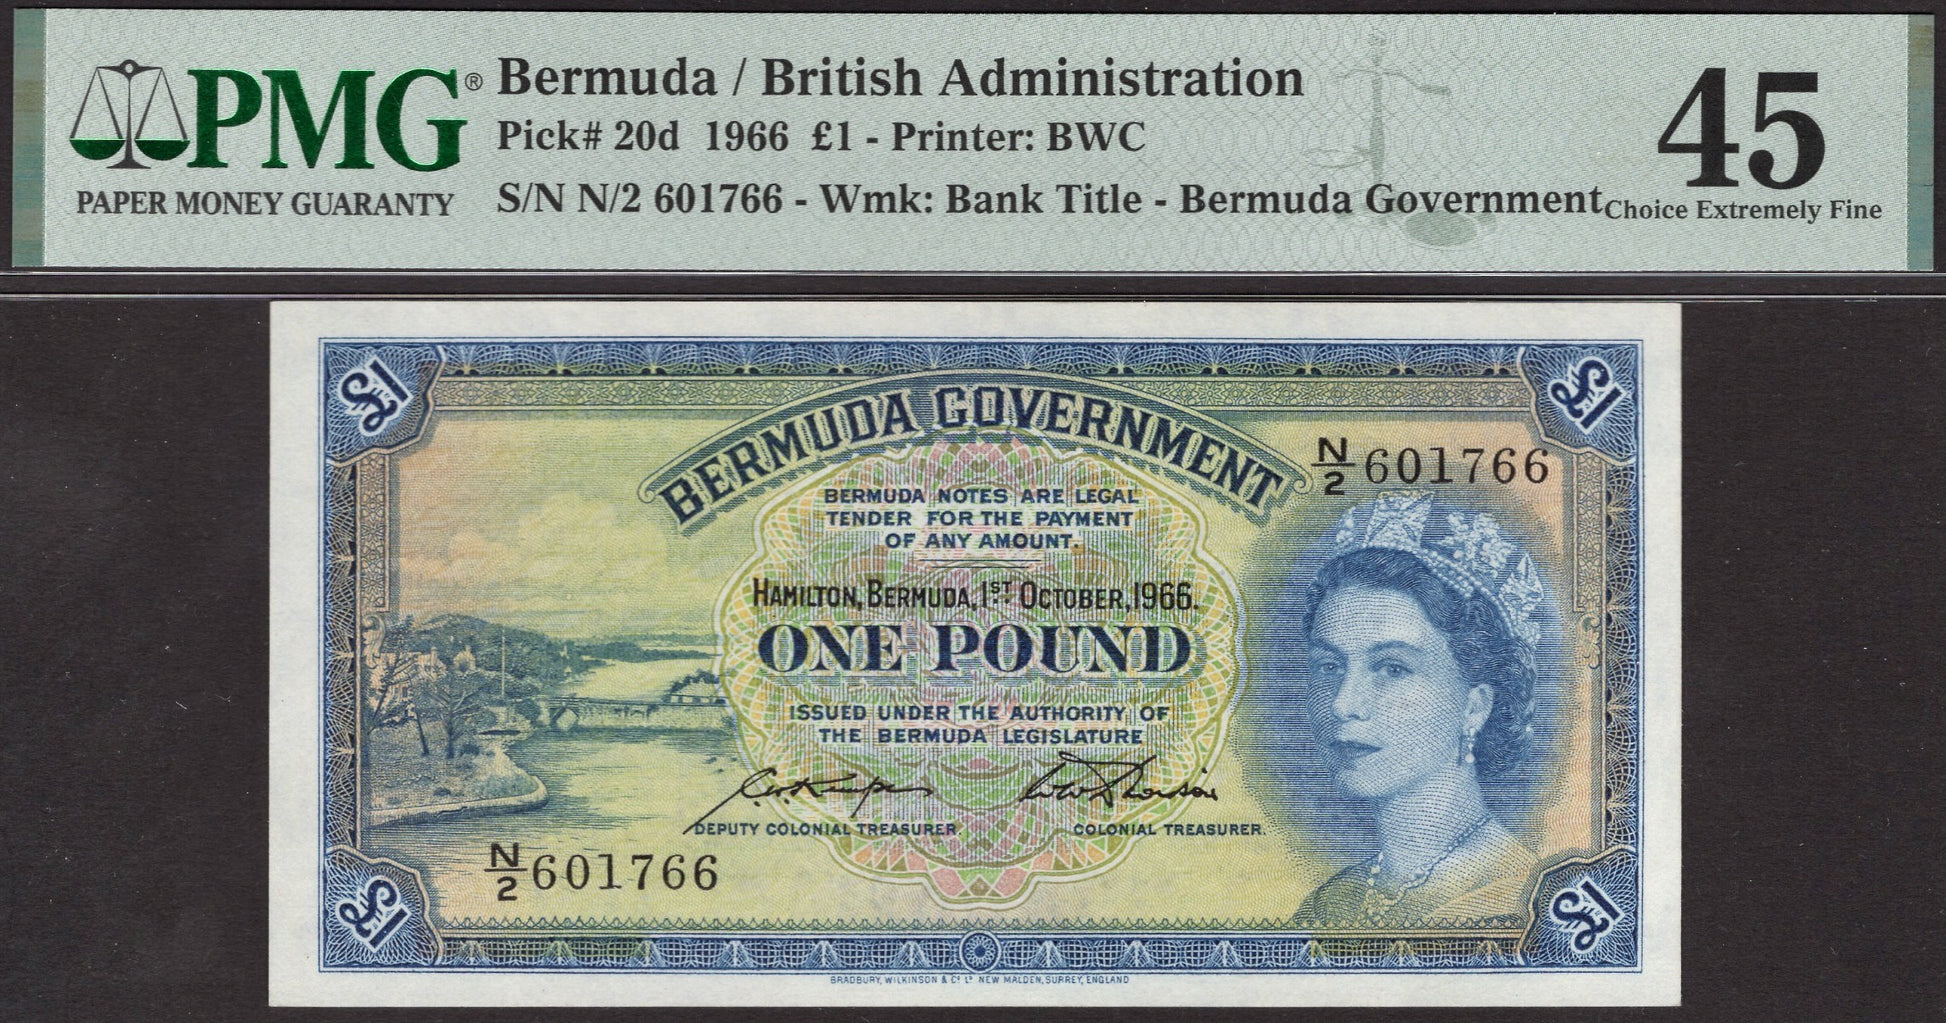 PMG®
PAPER MONEY GUARANTY
Bermuda / British Administration
Pick# 20d 1966 £1 - Printer: BWC
S/N N/2 601766 - Wmk: Bank Title - Bermuda Government
45
Choice Extremely Fine
£1
£1
BERMUDA GOVERNMENT
N/2 601766
BERMUDA NOTES ARE LEGAL
TENDER FOR THE PAYMENT
OF ANY AMOUNT.
HAMILTON, BERMUDA, 1ST OCTOBER, 1966.
ONE POUND
ISSUED UNDER THE AUTHORITY OF
THE BERMUDA LEGISLATURE
DEPUTY COLONIAL TREASURER.
COLONIAL TREASURER.
N/2 601766
£1
£1
BRADBURY, WILKINSON & Co. Ld. NEW MALDEN, SURREY, ENGLAND